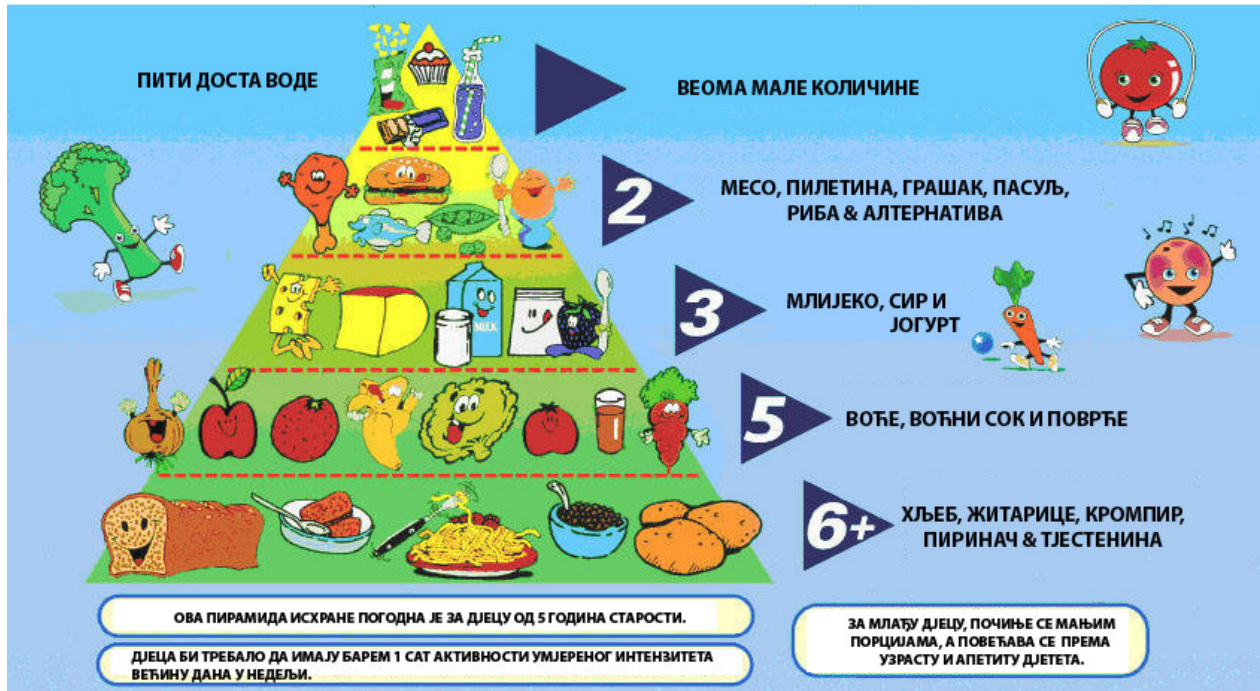 ПИТИ ДОСТА ВОДЕ
ВЕОМА МАЛЕ КОЛИЧИНЕ
2
МЕСО, ПИЛЕТИНА, ГРАШАК, ПАСУЉ,
РИБА & АЛТЕРНАТИВА
3
МЛИЈЕКО, СИР И
ЈОГУРТ
MILK
5
ВОЋЕ, ВОЋНИ СОК И ПОВРЋЕ
6+
ХЉЕБ, ЖИТАРИЦЕ, КРОМПИР,
ПИРИНАЧ & ТЈЕСТЕНИНА
ОВА ПИРАМИДА ИСХРАНЕ ПОГОДНА ЈЕ ЗА ДЈЕЦУ ОД 5 ГОДИНА СТАРОСТИ.
ДЈЕЦА БИ ТРЕБАЛО ДА ИМАЈУ БАРЕМ 1 САТ АКТИВНОСТИ УМЈЕРЕНОГ ИНТЕНЗИТЕТА
ВЕЋИНУ ДАНА У НЕДЕЉИ.
ЗА МЛАЂУ ДЈЕЦУ, ПОЧИЊЕ СЕ МАЊИМ
ПОРЦИЈАМА, А ПОВЕЋАВА СЕ ПРЕМА
УЗРАСТУ И АПЕТИТУ ДЈЕТЕТА.